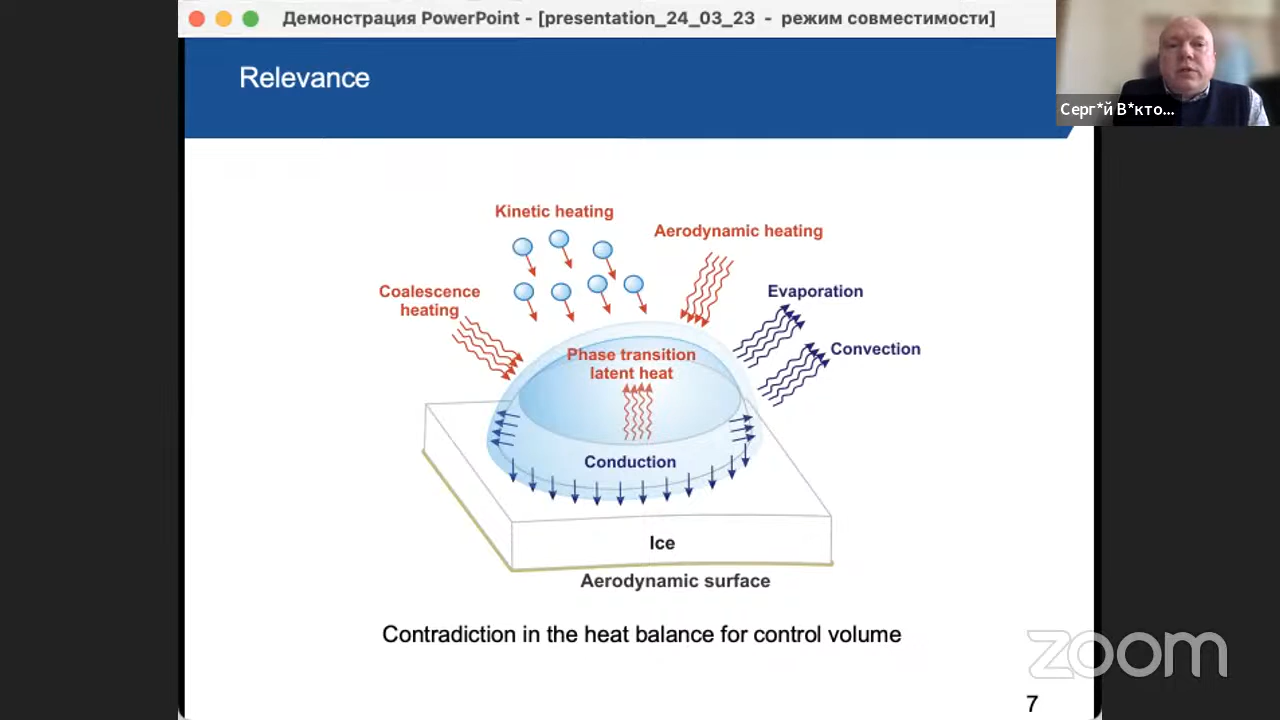 Демонстрация PowerPoint - [presentation_24_03_23 - режим совместимости]
Relevance
Серг*й В*кто...
Kinetic heating
Aerodynamic heating
Coalescence
heating
Evaporation
Convection
Phase transition
latent heat
Conduction
Ice
Aerodynamic surface
Contradiction in the heat balance for control volume
zoom
7